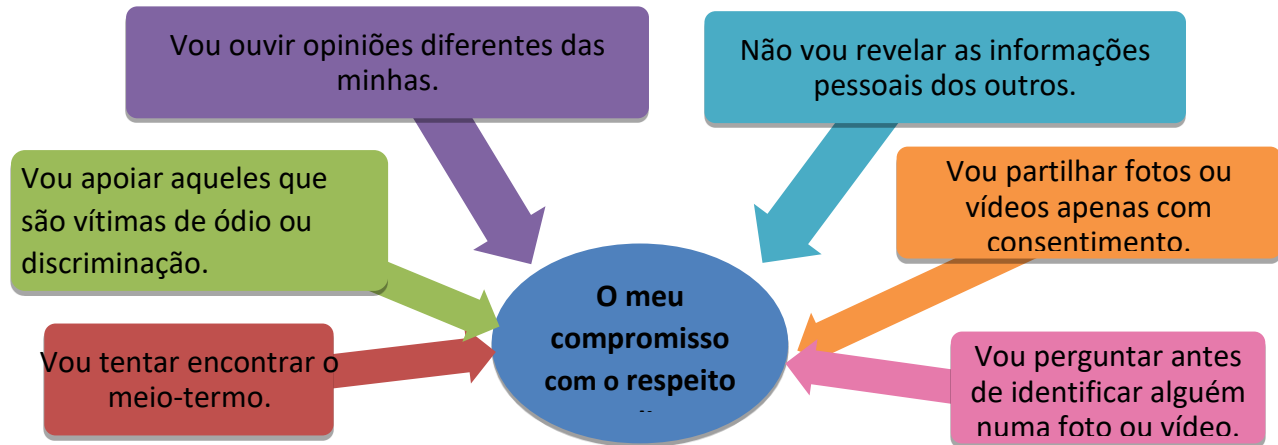 Vou ouvir opiniões diferentes das
minhas.
Não vou revelar as informações
pessoais dos outros.
Vou apoiar aqueles que
são vítimas de ódio ou
discriminação.
Vou partilhar fotos ou
vídeos apenas com
consentimento.
Vou tentar encontrar o
meio-termo.
O meu
compromisso
com o respeito
Vou perguntar antes
de identificar alguém
numa foto ou vídeo.